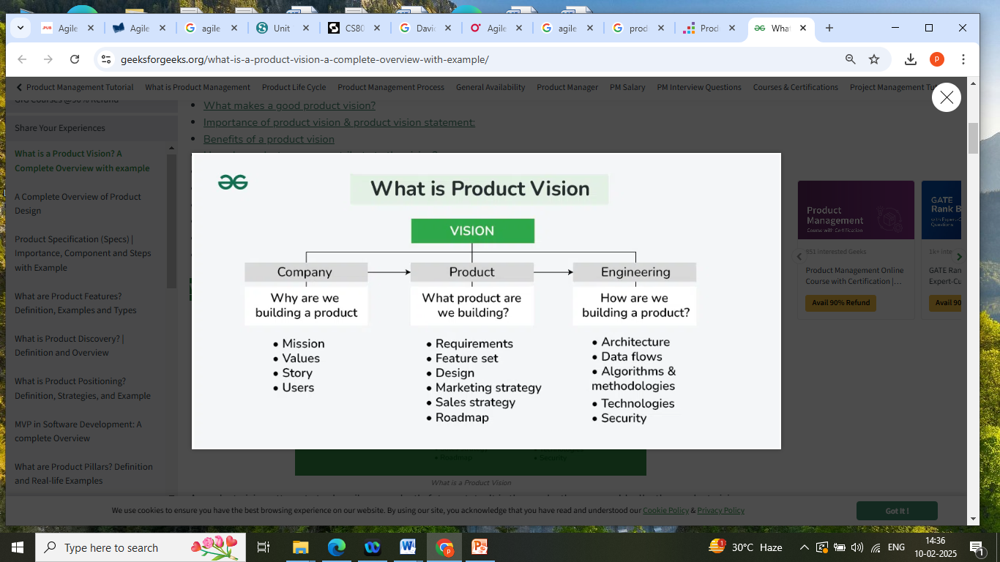 Agile
Agile
agile
Unit
CS80
Davi
Agile
agile
prod
Prod
What
geeksforgeeks.org/what-is-a-product-vision-a-complete-overview-with-example/
Product Management Tutorial
What is Product Management
Product Life Cycle
Product Management Process
General Availability
Product Manager
PM Salary
PM Interview Questions
Courses & Certifications
Project Management Tu
Share Your Experiences
What is a Product Vision? A
Complete Overview with example
A Complete Overview of Product
Design
Product Specification (Specs) |
Importance, Component and Steps
with Example
What are Product Features?
Definition, Examples and Types
What is Product Discovery? |
Definition and Overview
What is Product Positioning?
Definition, Strategies, and Example
MVP in Software Development: A
complete Overview
What are Product Pillars? Definition
and Real-life Examples
• What makes a good product vision?
• Importance of product vision & product vision statement:
• Benefits of a product vision
What is Product Vision
VISION
Company
Why are we
building a product
• Mission
• Values
• Story
• Users
Product
What product are
we building?
• Requirements
• Feature set
• Design
• Marketing strategy
• Sales strategy
• Roadmap
Engineering
How are we
building a product?
• Architecture
• Data flows
• Algorithms &
methodologies
• Technologies
• Security
• Roadmap
• Security
What is a Product Vision
Product
Management
Course with Certification
951 Interested Geeks
Product Management Online
Course with Certification |...
Avail 90% Refund
GATE
Rank B
with Expert-C
Questions
1k+ Inte
GATE Ran
Expert-Cu
Avail 90
We use cookies to ensure you have the best browsing experience on our website. By using our site, you acknowledge that you have read and understood our Cookie Policy & Privacy Policy
Got It !
Type here to search
30°C Haze
ENG
14:36
10-02-2025